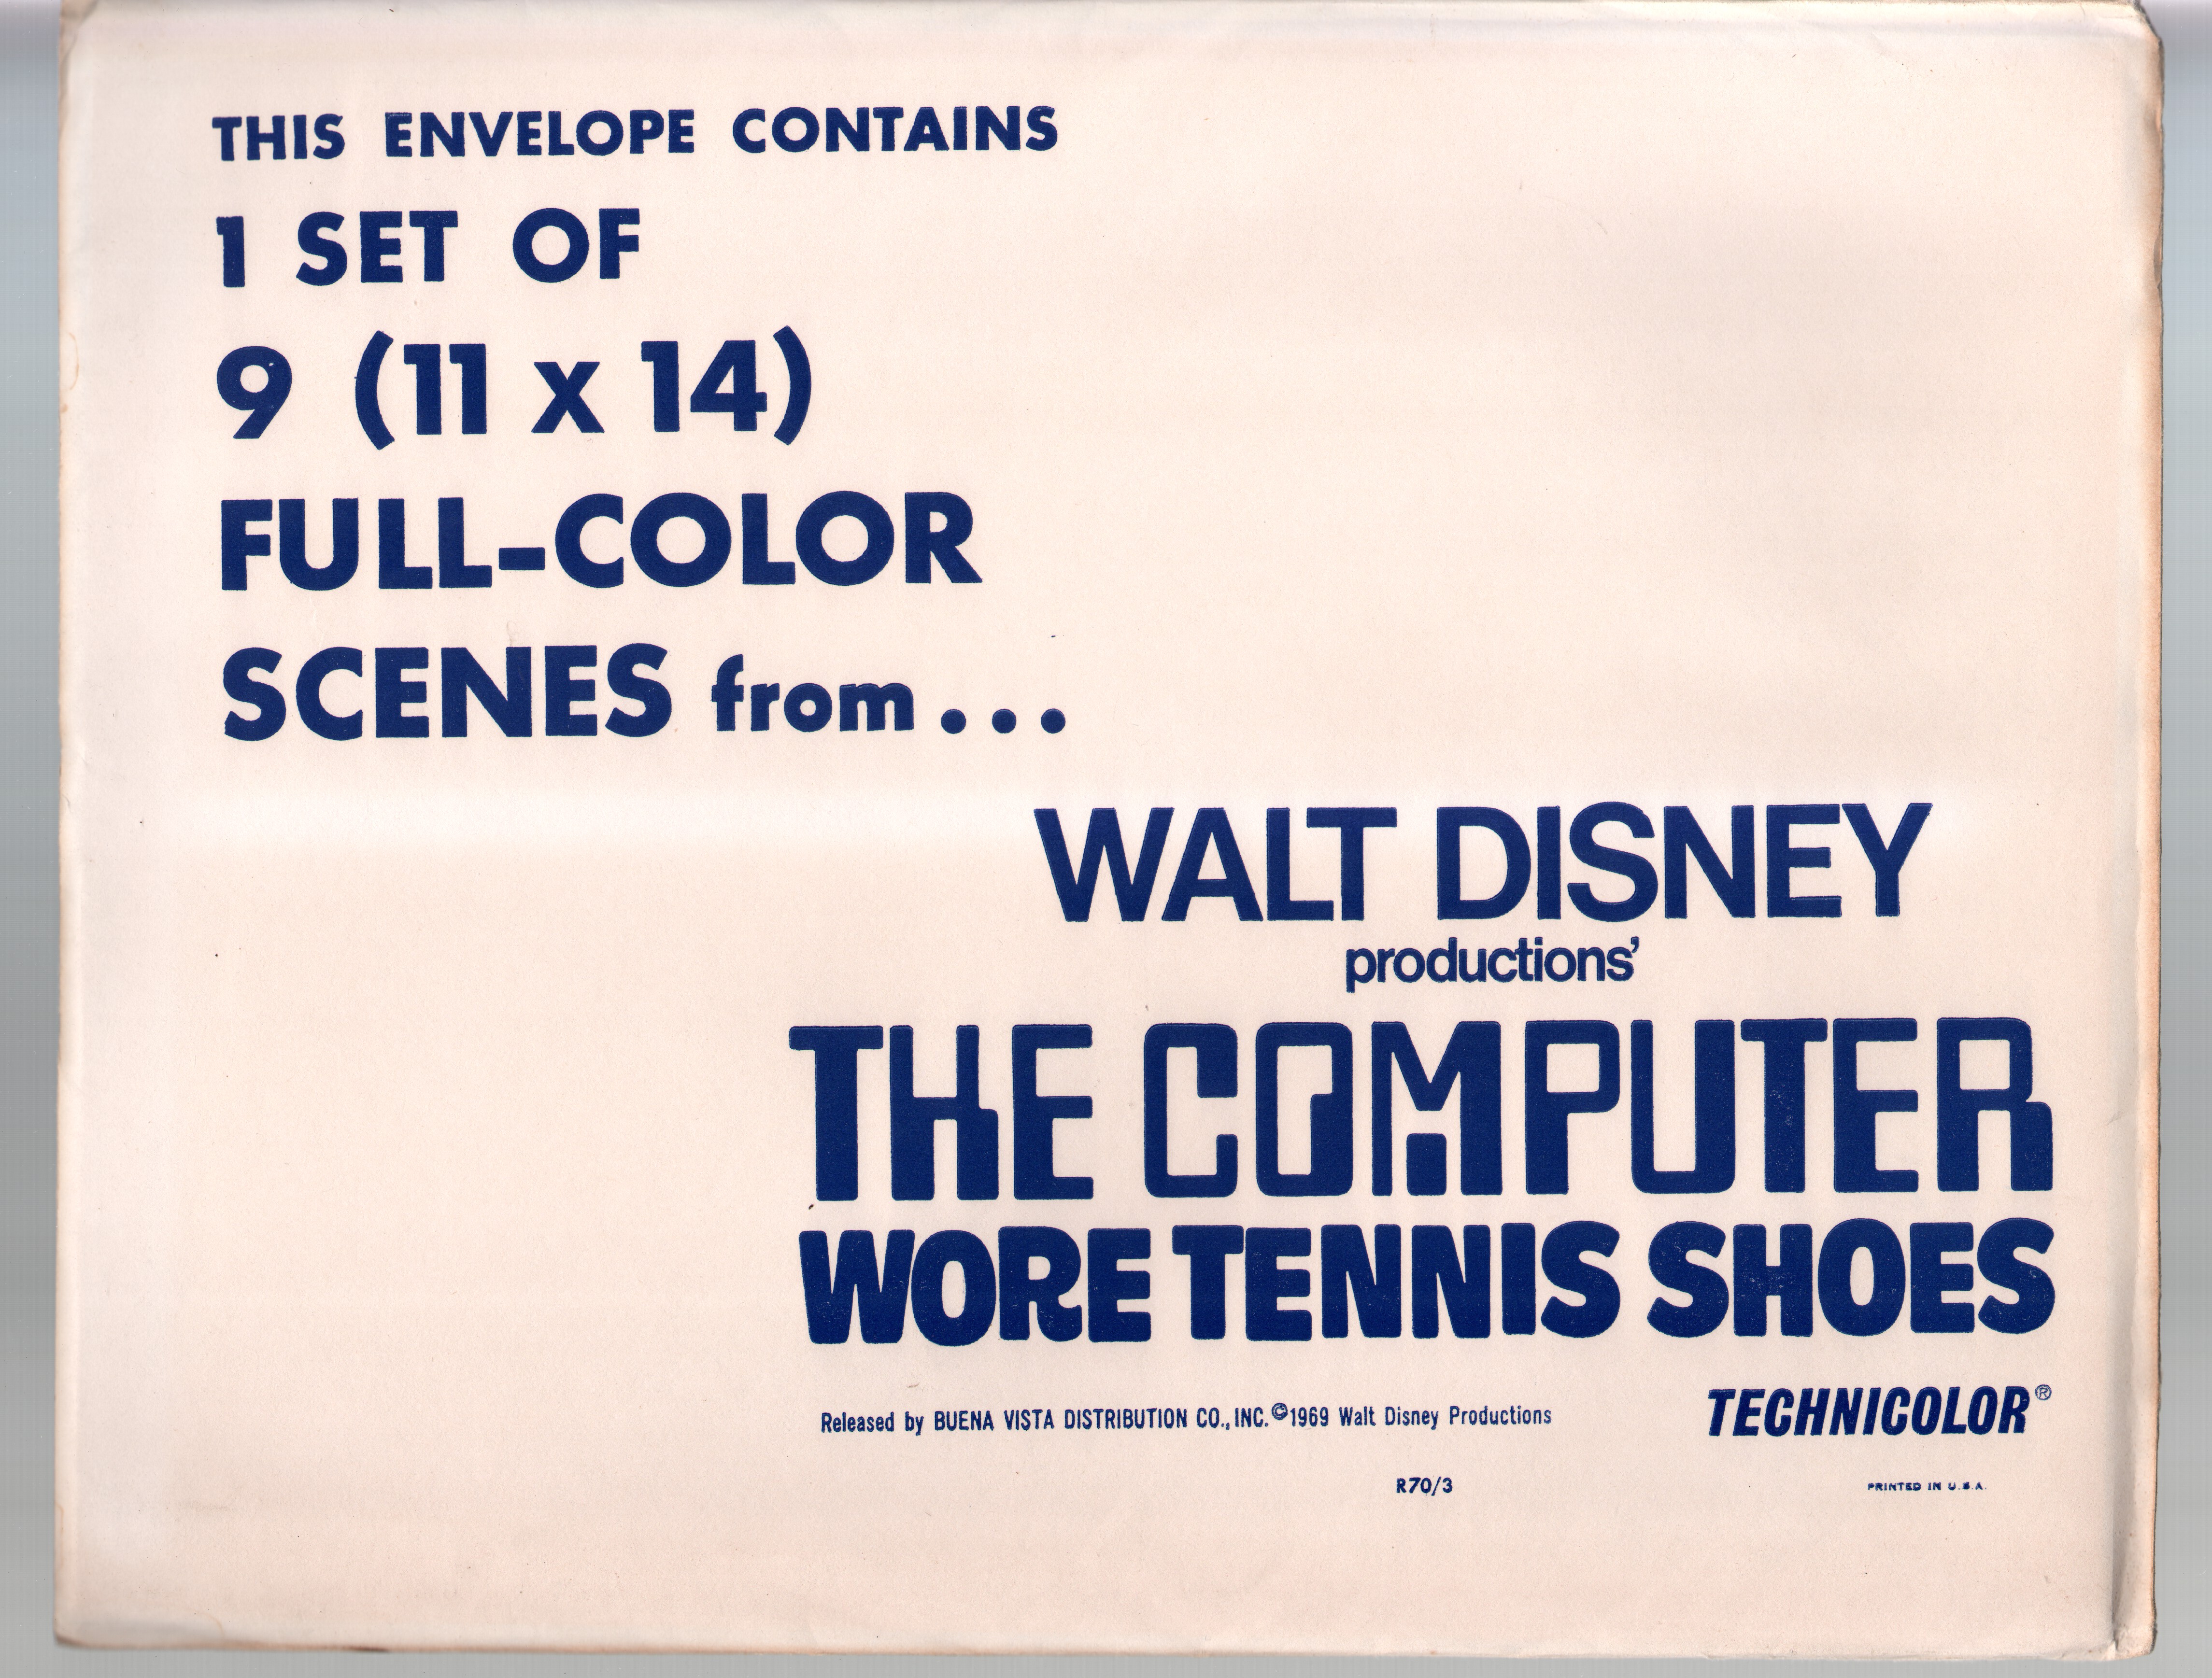 THIS ENVELOPE CONTAINS
1 SET OF
9 (11 x 14)
FULL-COLOR
SCENES from...
WALT DISNEY
productions'
THE COMPUTER
WORE TENNIS SHOES
Released by BUENA VISTA DISTRIBUTION CO., INC. ©1969 Walt Disney Productions
TECHNICOLOR®
R70/3
PRINTED IN U.S.A.